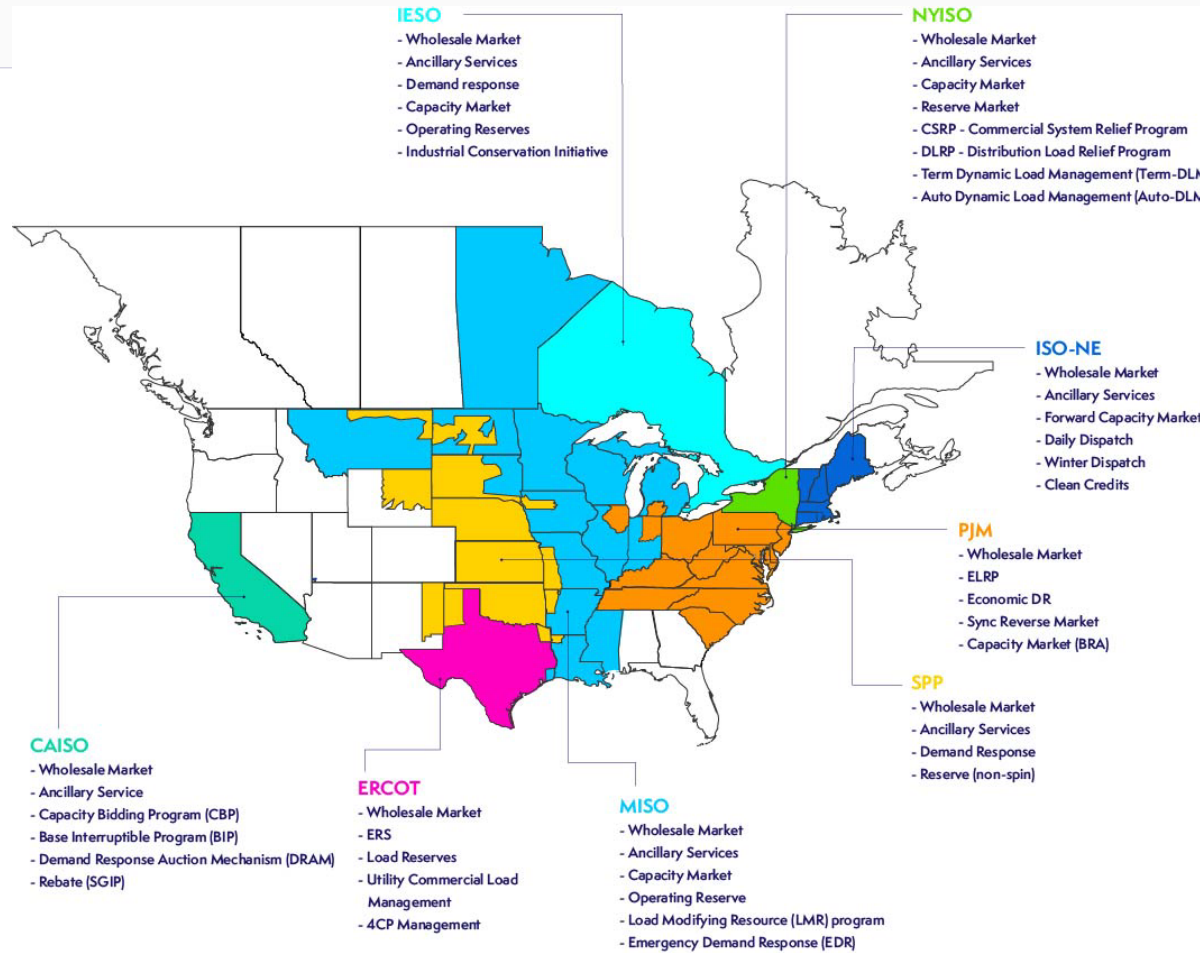 IESO
- Wholesale Market
- Ancillary Services
- Demand response
- Capacity Market
- Operating Reserves
- Industrial Conservation Initiative
NYISO
- Wholesale Market
- Ancillary Services
- Capacity Market
- Reserve Market
- CSRP - Commercial System Relief Program
- DLRP - Distribution Load Relief Program
- Term Dynamic Load Management (Term-DLM
- Auto Dynamic Load Management (Auto-DLM
ISO-NE
- Wholesale Market
- Ancillary Services
- Forward Capacity Market
- Daily Dispatch
- Winter Dispatch
- Clean Credits
PJM
- Wholesale Market
- ELRP
- Economic DR
- Sync Reverse Market
- Capacity Market (BRA)
SPP
- Wholesale Market
- Ancillary Services
- Demand Response
- Reserve (non-spin)
CAISO
- Wholesale Market
- Ancillary Service
- Capacity Bidding Program (CBP)
- Base Interruptible Program (BIP)
- Demand Response Auction Mechanism (DRAM)
- Rebate (SGIP)
ERCOT
- Wholesale Market
- ERS
- Load Reserves
- Utility Commercial Load
Management
- 4CP Management
MISO
- Wholesale Market
- Ancillary Services
- Capacity Market
- Operating Reserve
- Load Modifying Resource (LMR) program
- Emergency Demand Response (EDR)